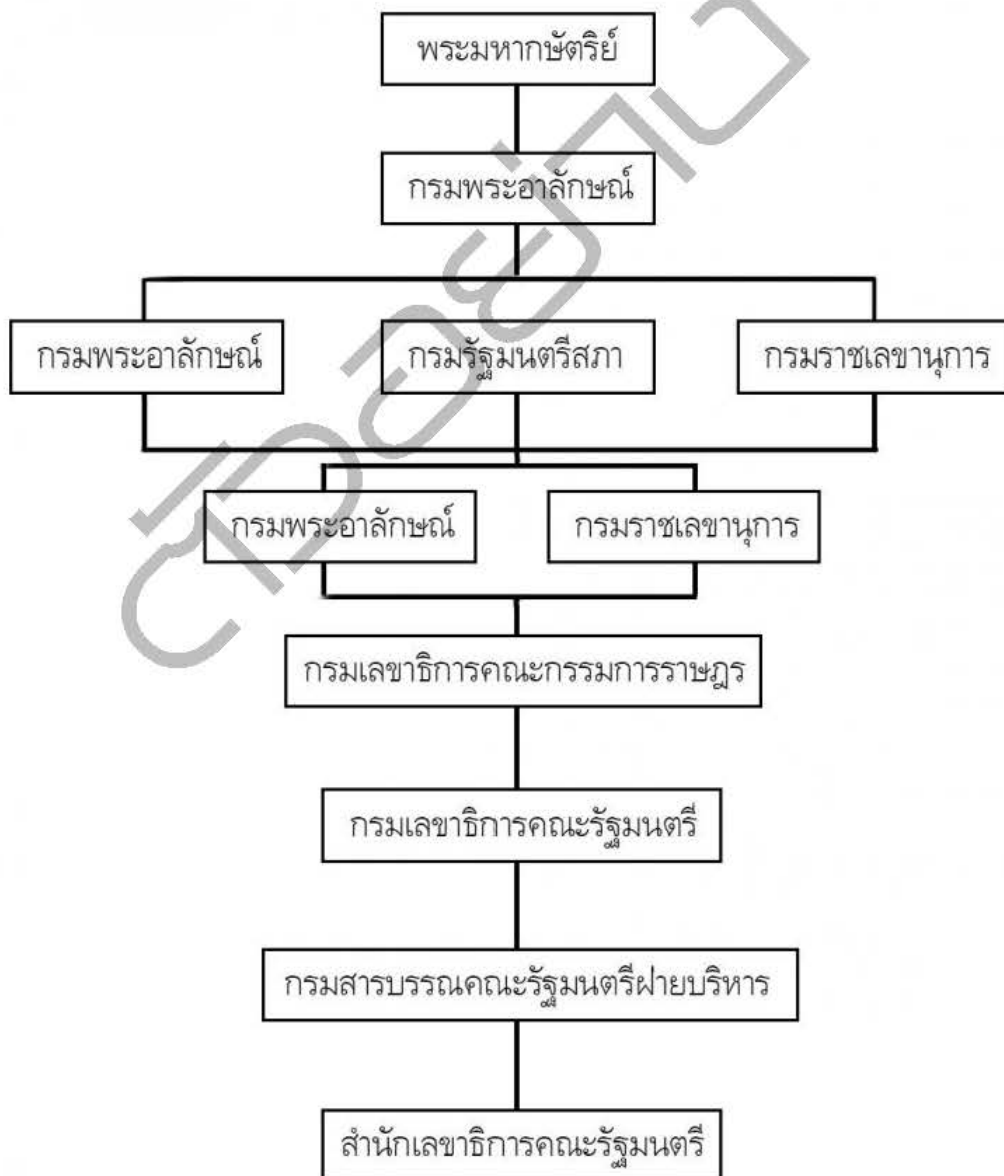 พระมหากษัตริย์
กรมพระอาลักษณ์
กรมพระอาลักษณ์ กรมรัฐมนตรีสภา กรมราชเลขานุการ
กรมพระอาลักษณ์ กรมราชเลขานุการ
กรมเลขาธิการคณะกรรมการราษฎร
กรมเลขาธิการคณะรัฐมนตรี
กรมสารบรรณคณะรัฐมนตรีฝ่ายบริหาร
สำนักเลขาธิการคณะรัฐมนตรี
ตัวอย่าง